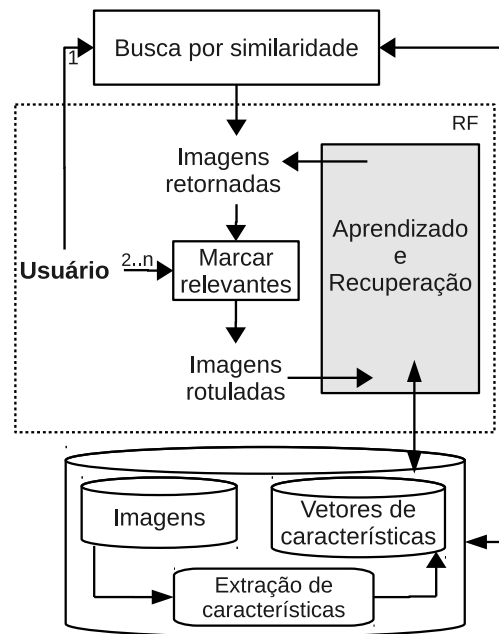 Busca por similaridade
1
RF
Imagens
retornadas
Aprendizado
e
Recuperação
Usuário
2..n
Marcar
relevantes
Imagens
rotuladas
Imagens
Vetores de
características
Extração de
características